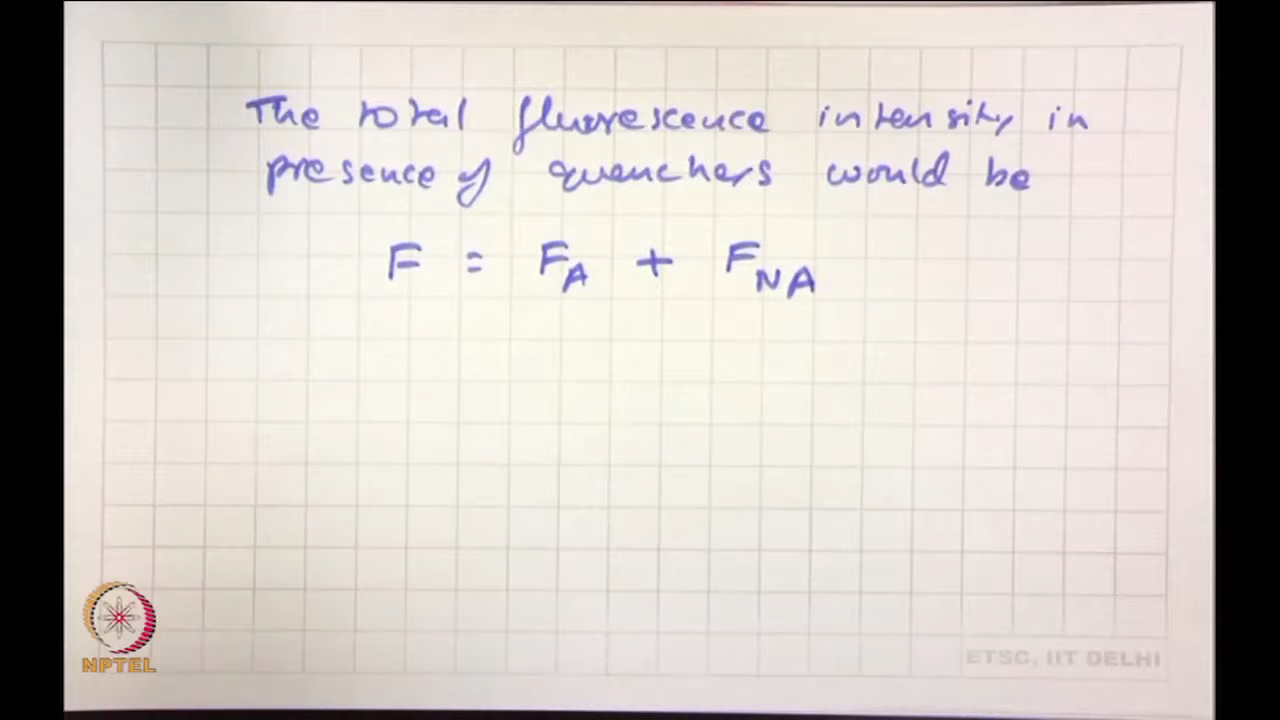 The total fluorescence intensity in
presence of quenchers would be
F = F_A + F_NA
NPTEL
ETSC, IIT DELHI